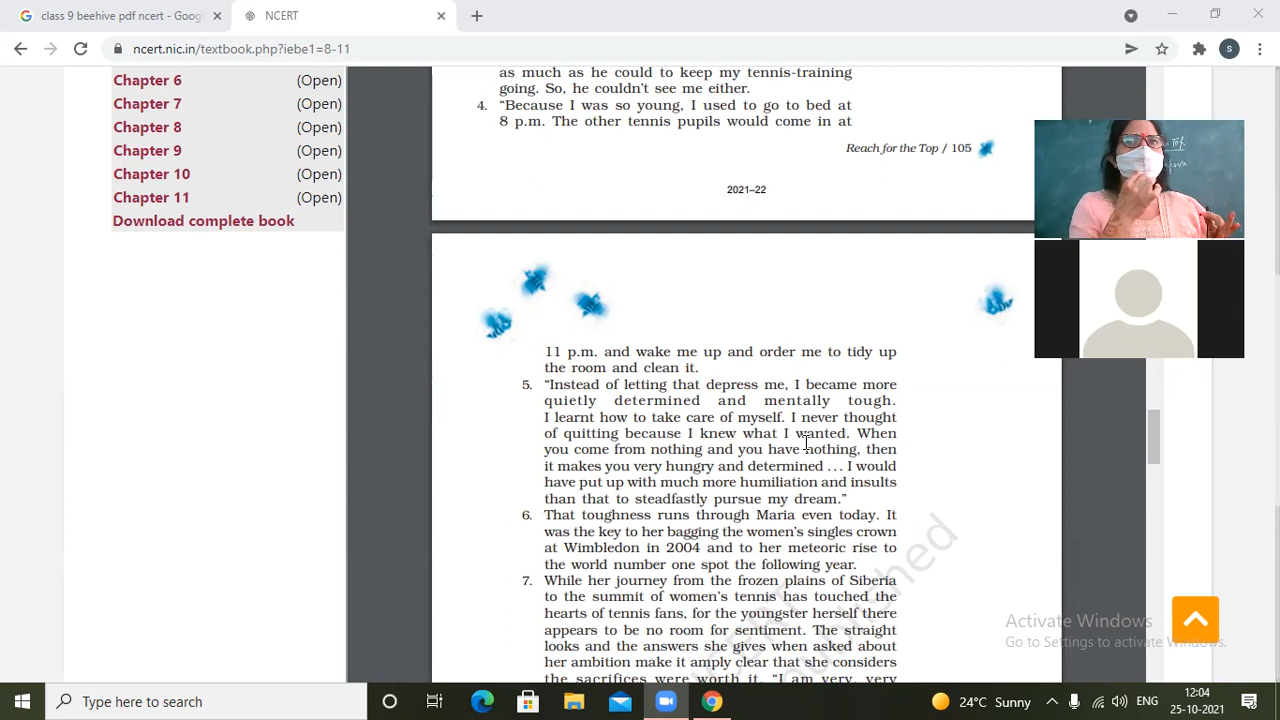 class 9 beehive pdf ncert - Goog
NCERT
ncert.nic.in/textbook.php?iebe1=8-11
S
Chapter 6 (Open)
Chapter 7 (Open)
Chapter 8 (Open)
Chapter 9 (Open)
Chapter 10 (Open)
Chapter 11 (Open)
Download complete book
as much as he could to keep my tennis-training
going. So, he couldn't see me either.
4. “Because I was so young, I used to go to bed at
8 p.m. The other tennis pupils would come in at
Reach for the Top / 105
2021–22
11 p.m. and wake me up and order me to tidy up
the room and clean it.
5. “Instead of letting that depress me, I became more
quietly determined and mentally tough.
I learnt how to take care of myself. I never thought
of quitting because I knew what I wanted. When
you come from nothing and you have nothing, then
it makes you very hungry and determined ... I would
have put up with much more humiliation and insults
than that to steadfastly pursue my dream.”
6. That toughness runs through Maria even today. It
was the key to her bagging the women's singles crown
at Wimbledon in 2004 and to her meteoric rise to
the world number one spot the following year.
7. While her journey from the frozen plains of Siberia
to the summit of women's tennis has touched the
hearts of tennis fans, for the youngster herself there
appears to be no room for sentiment. The straight
looks and the answers she gives when asked about
her ambition make it amply clear that she considers
the sacrifices were worth it. “I am very, very
Top
Activate Windows
Go to Settings to activate Windows.
Type here to search
24°C Sunny
ENG
12:04
25-10-2021